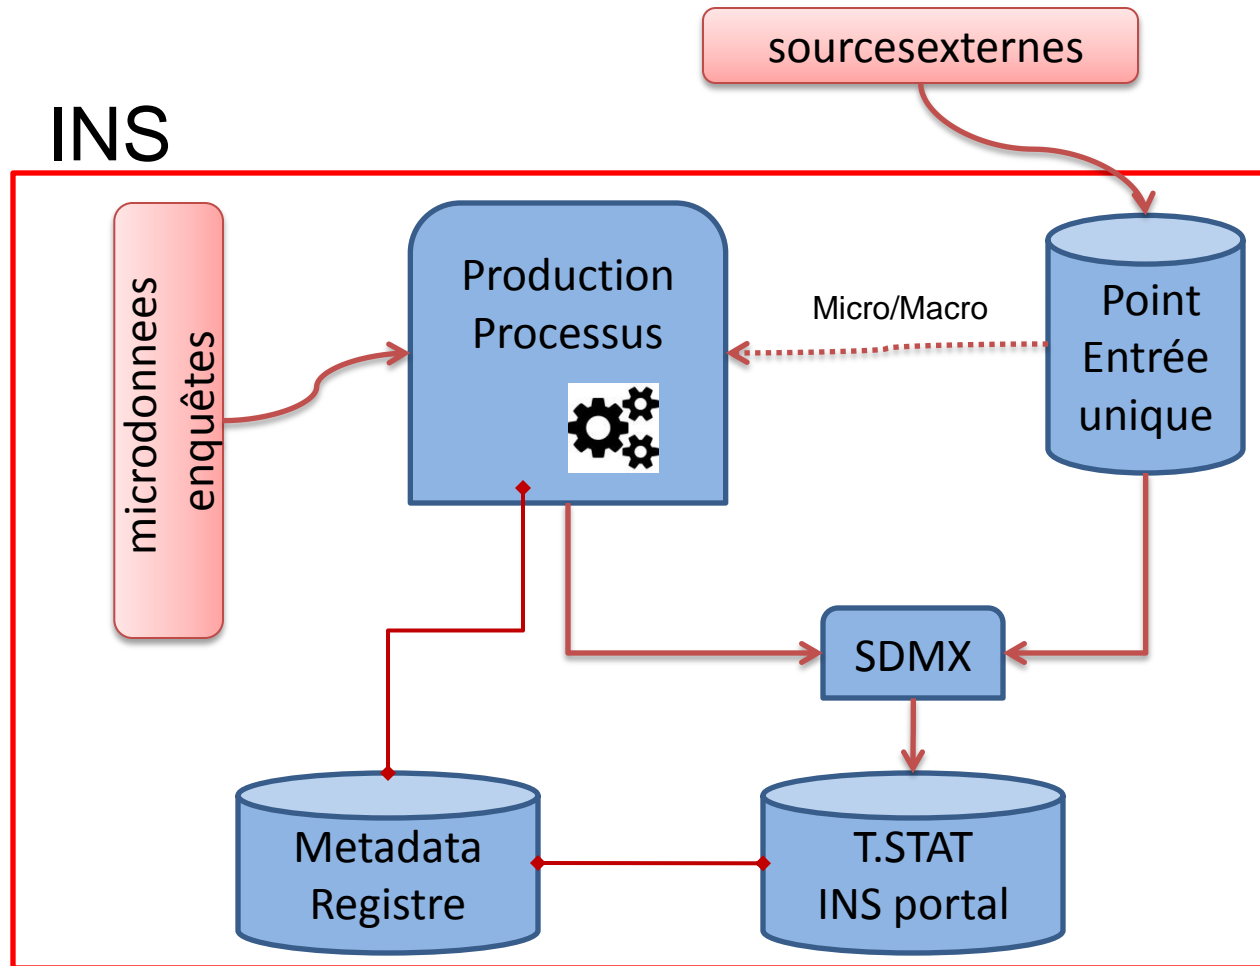 sourcesexternes
INS
microdonnees
enquêtes
Production
Processus
Micro/Macro
Point
Entrée
unique
SDMX
Metadata
Registre
T.STAT
INS portal